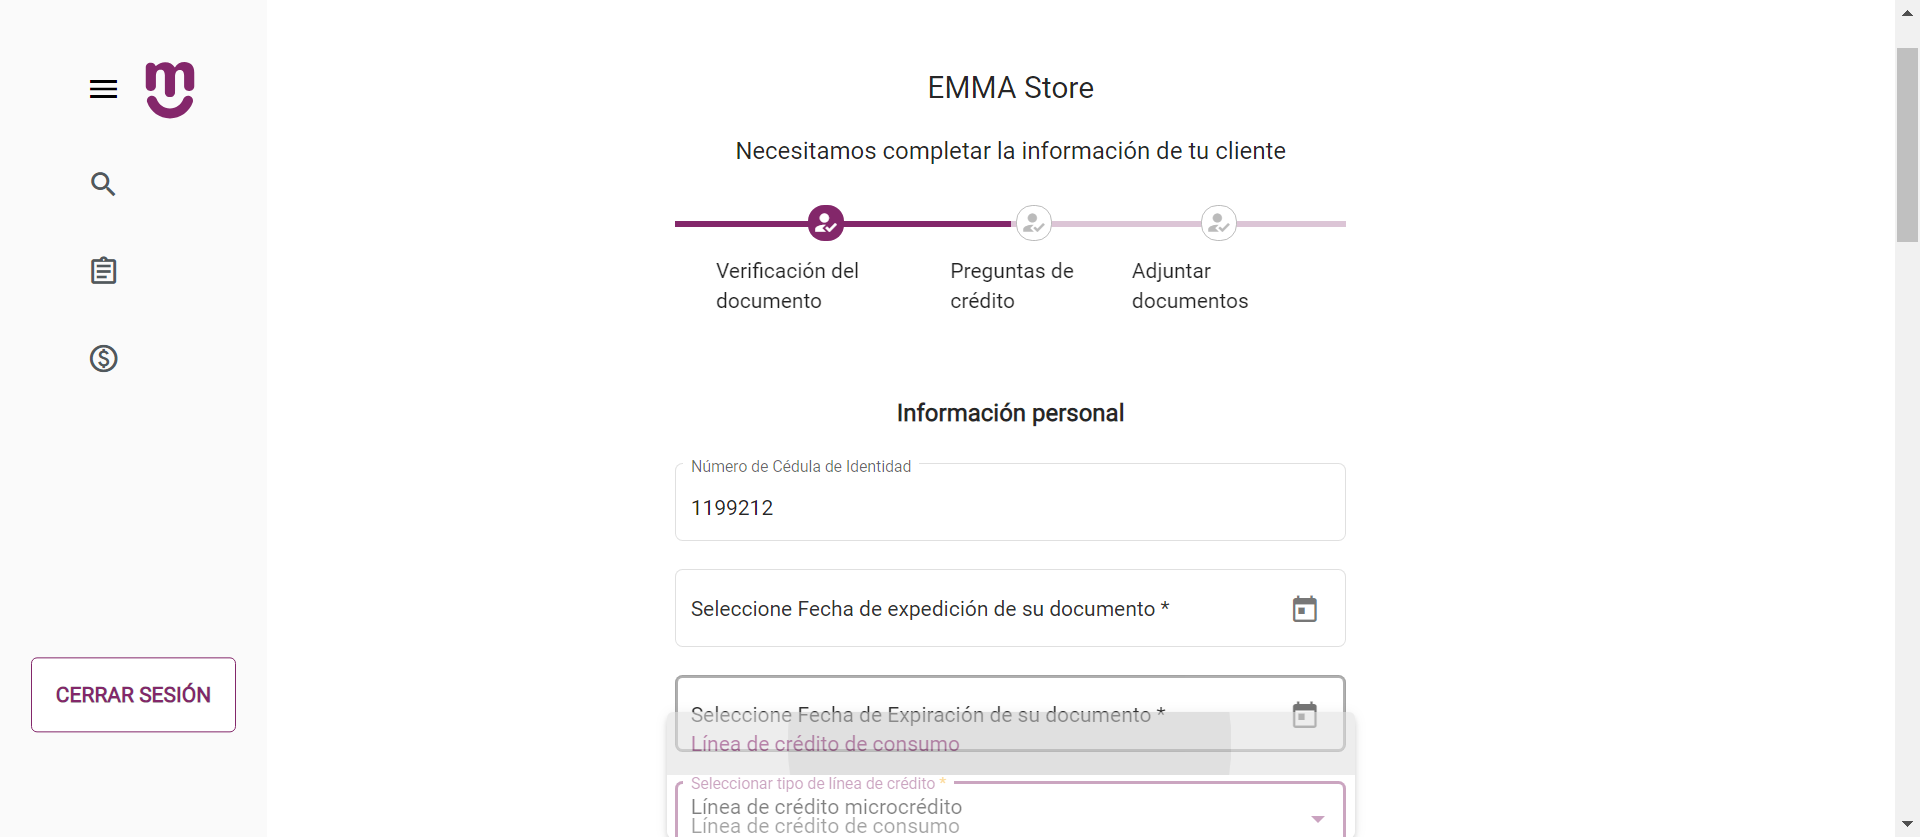 EMMA Store
Necesitamos completar la información de tu cliente
Verificación del
documento
Preguntas de
crédito
Adjuntar
documentos
Información personal
Número de Cédula de Identidad
1199212
Seleccione Fecha de expedición de su documento *
Seleccione Fecha de Expiración de su documento *
Línea de crédito de consumo
Seleccionar tipo de línea de crédito *
Línea de crédito microcrédito
Línea de crédito de consumo
CERRAR SESIÓN